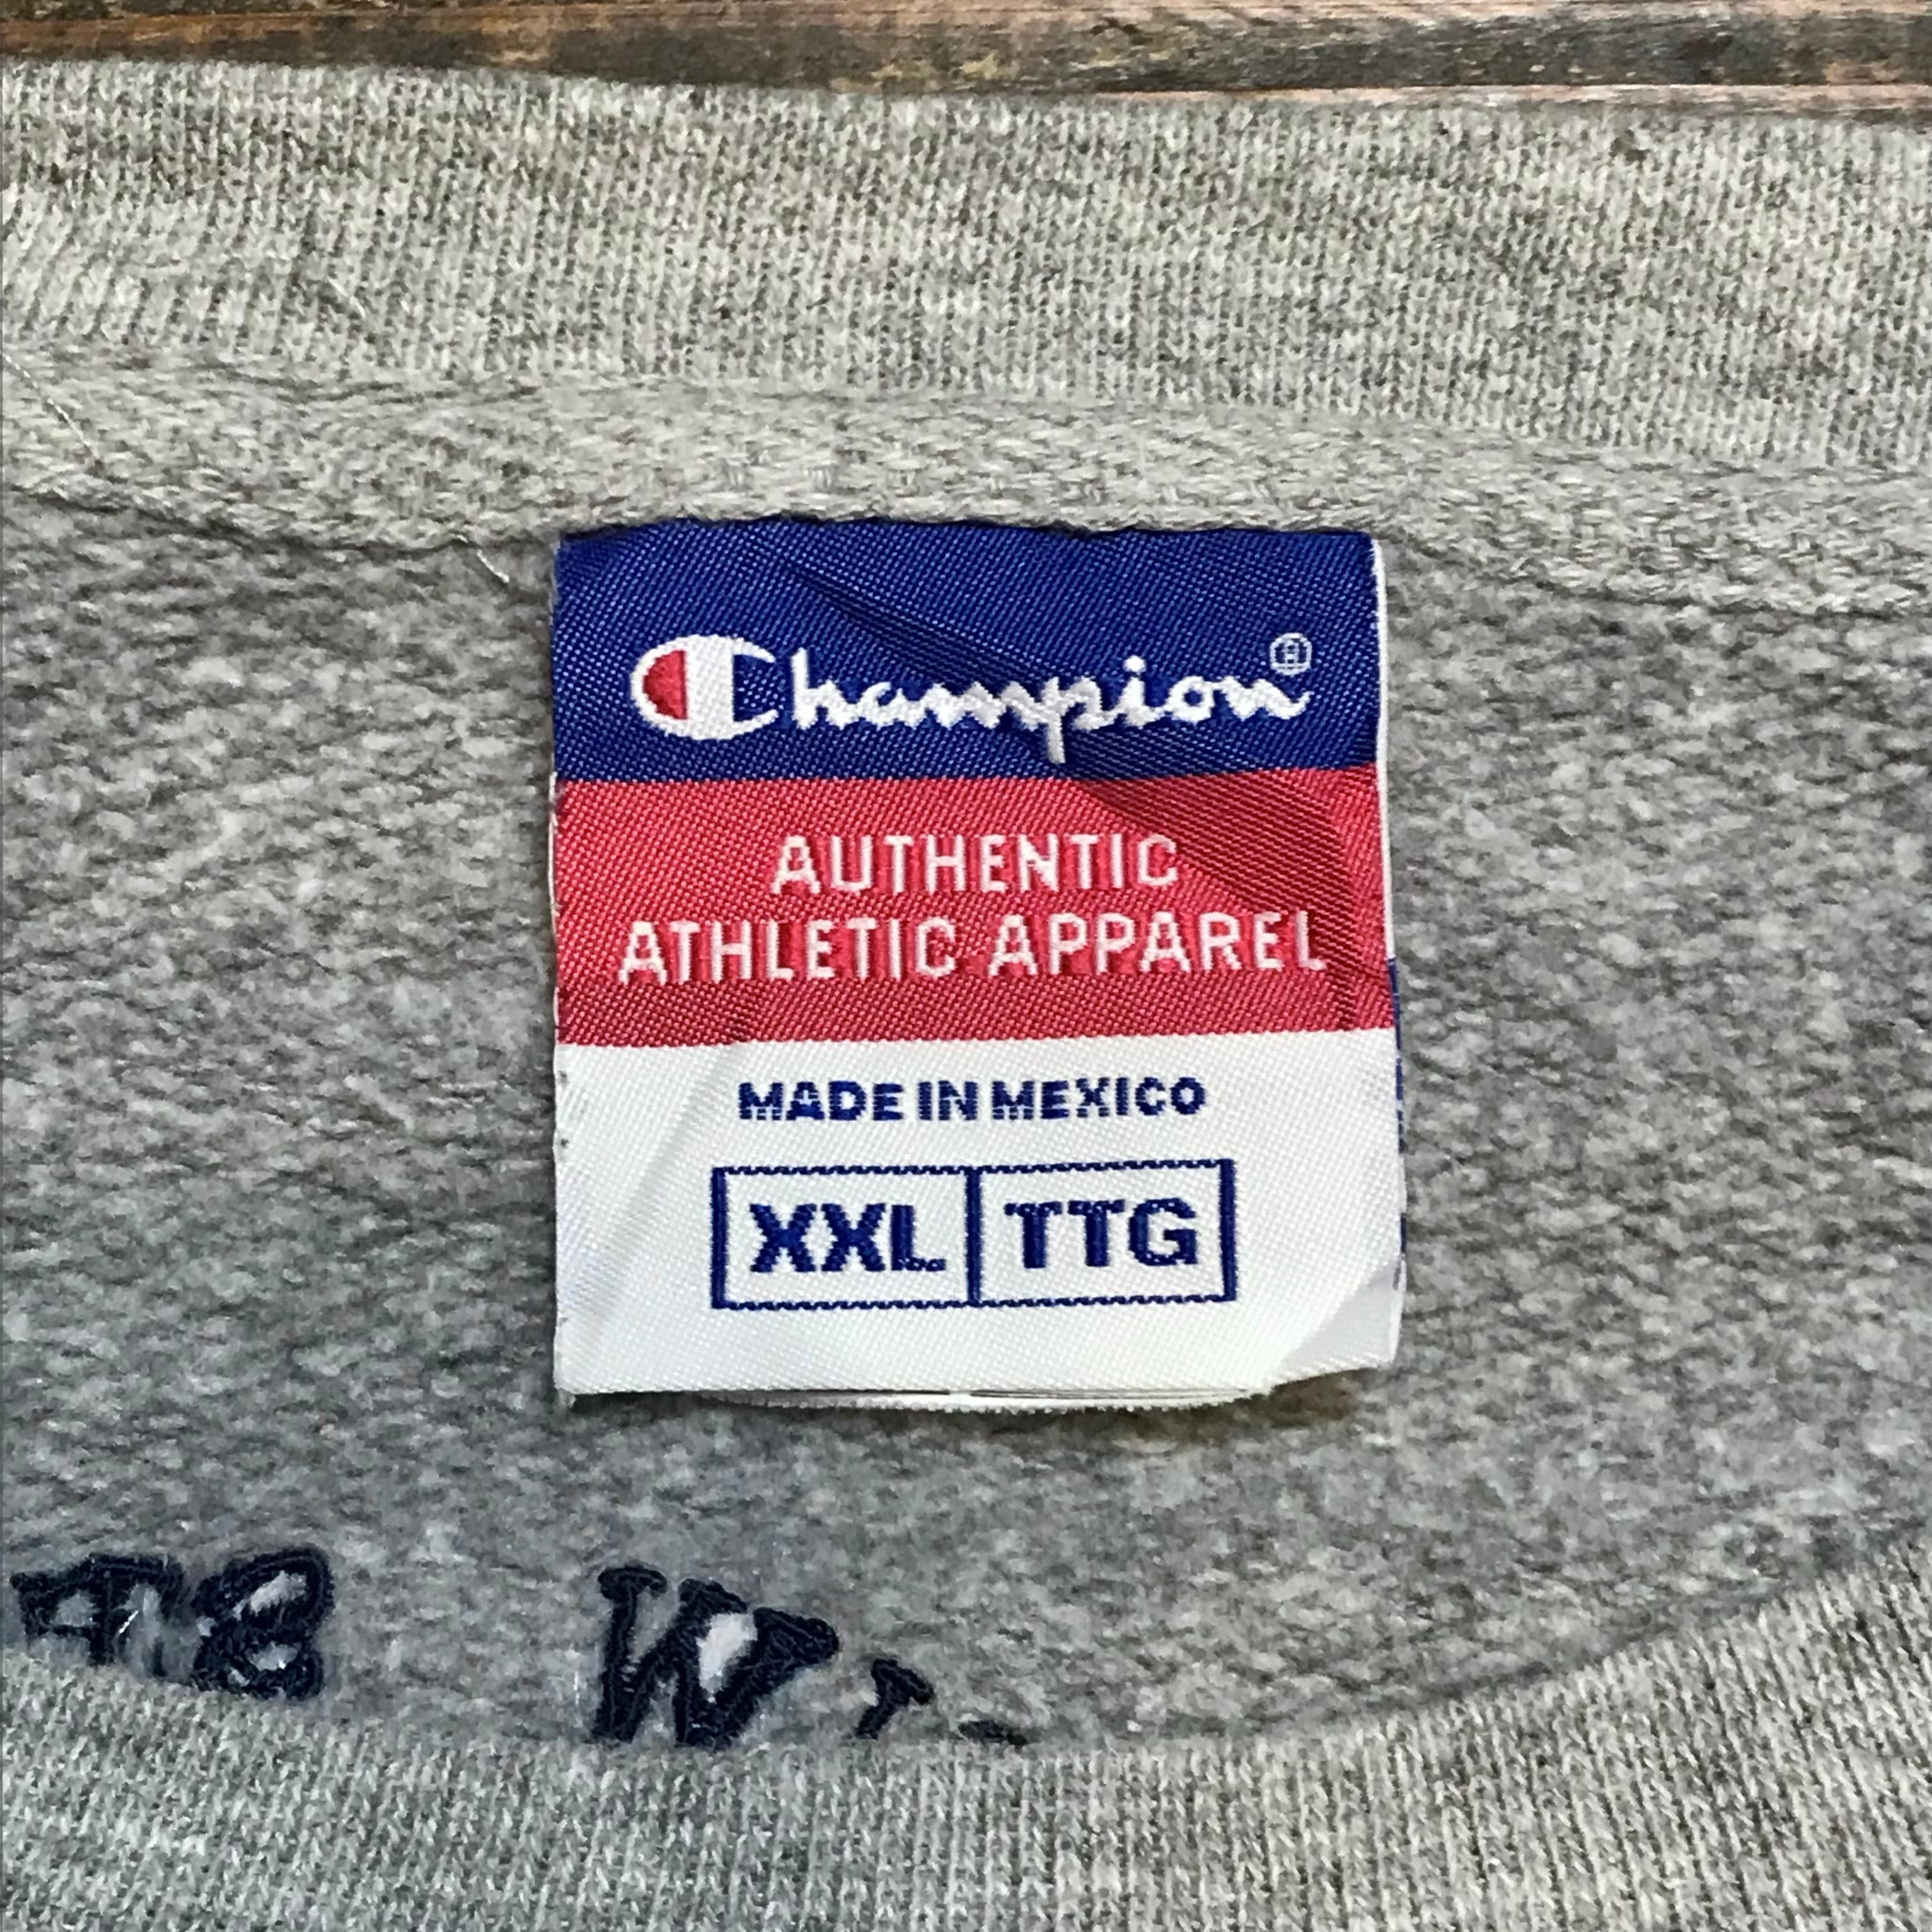 Champion®
AUTHENTIC
ATHLETIC APPAREL
MADE IN MEXICO
XXL TTG